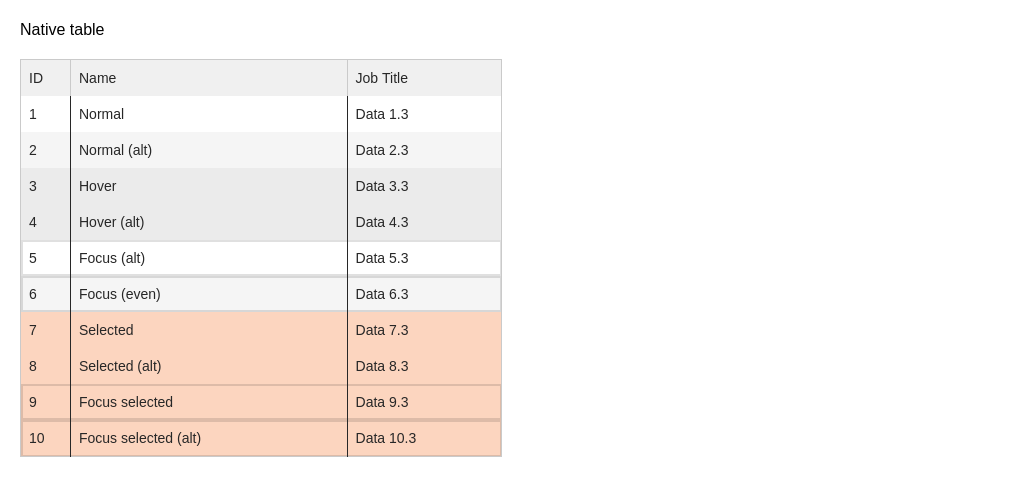 Native table
ID Name Job Title
1 Normal Data 1.3
2 Normal (alt) Data 2.3
3 Hover Data 3.3
4 Hover (alt) Data 4.3
5 Focus (alt) Data 5.3
6 Focus (even) Data 6.3
7 Selected Data 7.3
8 Selected (alt) Data 8.3
9 Focus selected Data 9.3
10 Focus selected (alt) Data 10.3